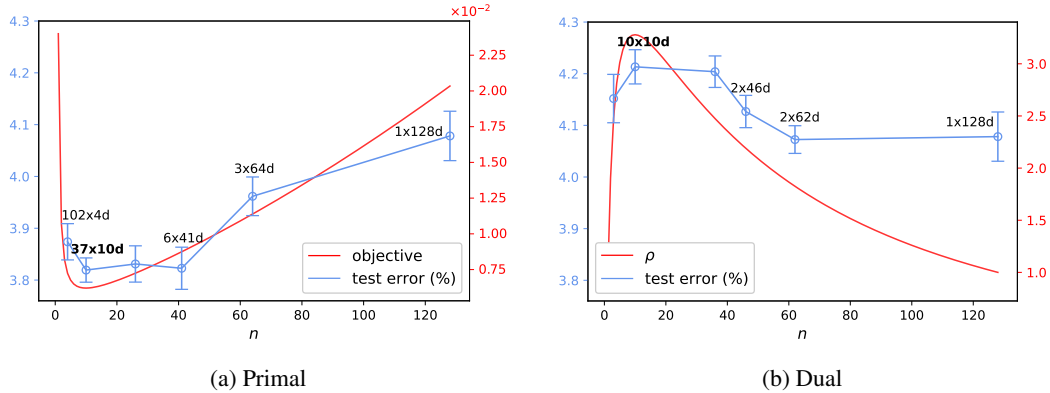 ×10⁻²
4.3
4.2
4.1
4.0
3.9
3.8
2.25
2.00
1.75
1.50
1.25
1.00
0.75
102x4d
37x10d
6x41d
3x64d
1x128d
objective
test error (%)
0 20 40 60 80 100 120
n
(a) Primal
4.3
4.2
4.1
4.0
3.9
3.8
3.0
2.5
2.0
1.5
1.0
10x10d
2x46d
2x62d
1x128d
ρ
test error (%)
0 20 40 60 80 100 120
n
(b) Dual